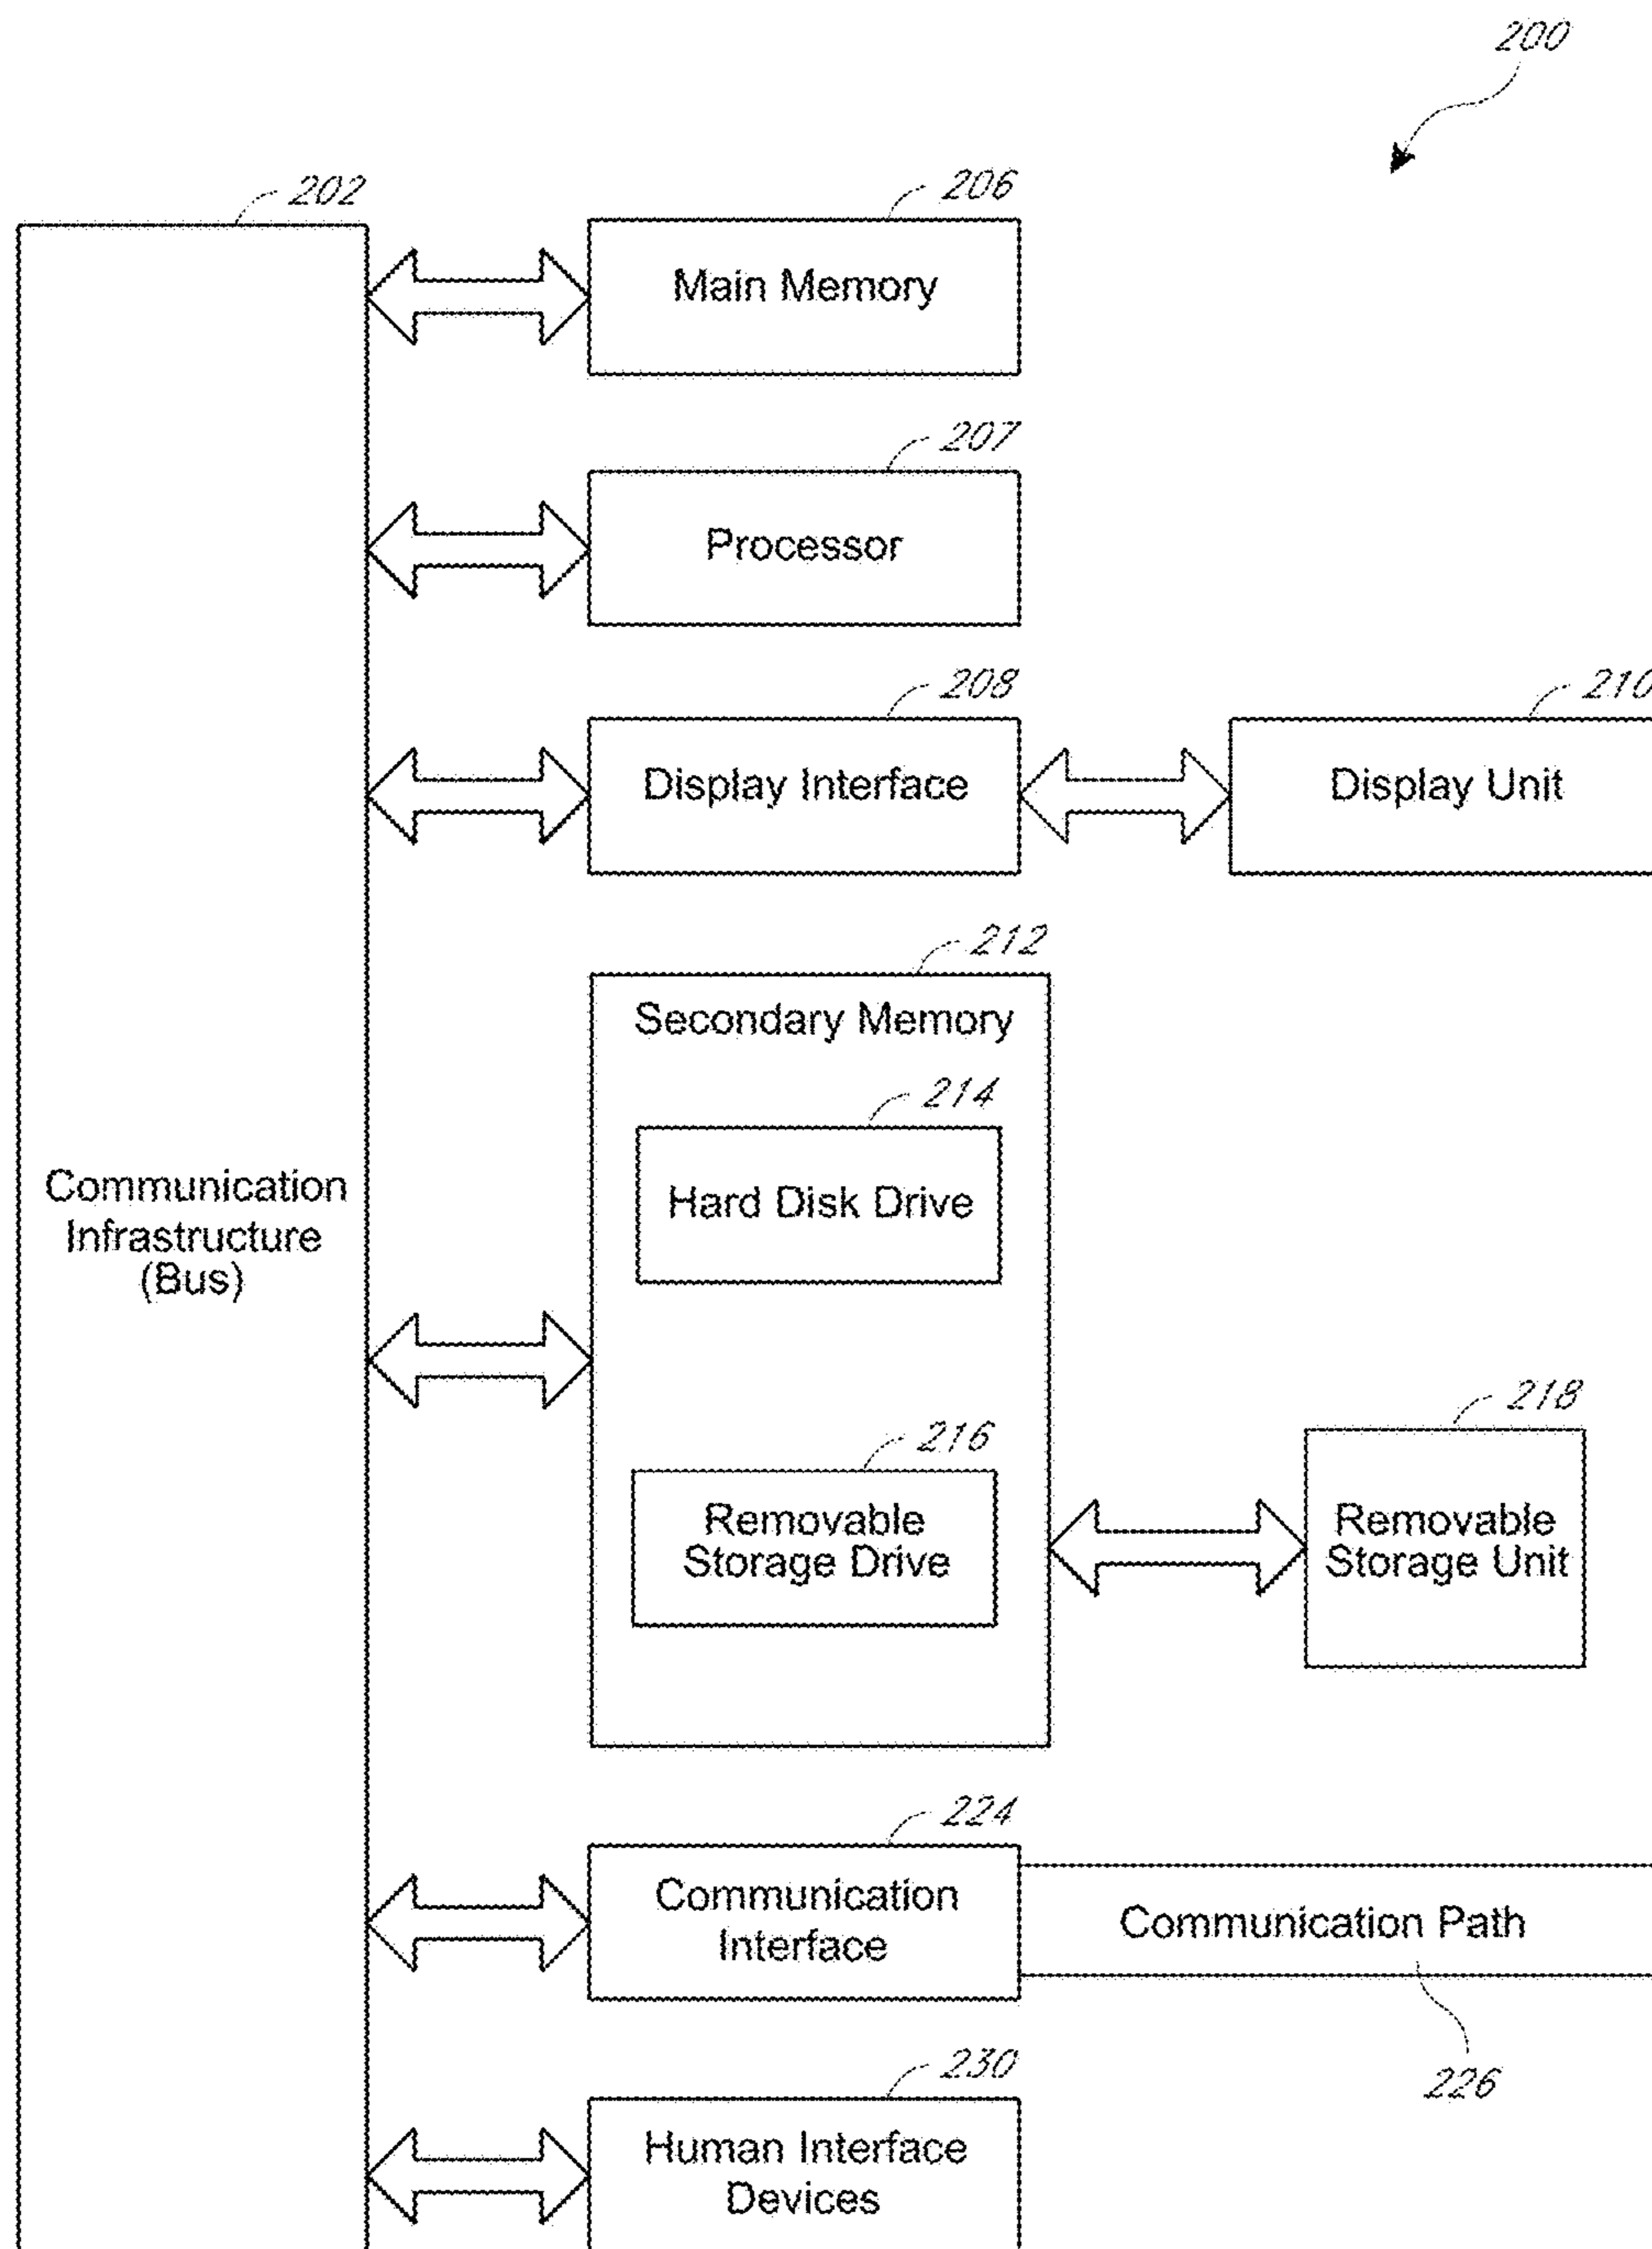 200
202
206
Main Memory
207
Processor
208
210
Display Interface
Display Unit
212
Secondary Memory
214
Hard Disk Drive
Communication
Infrastructure
(Bus)
216
218
Removable
Storage Drive
Removable
Storage Unit
224
Communication
Interface
Communication Path
226
230
Human Interface
Devices